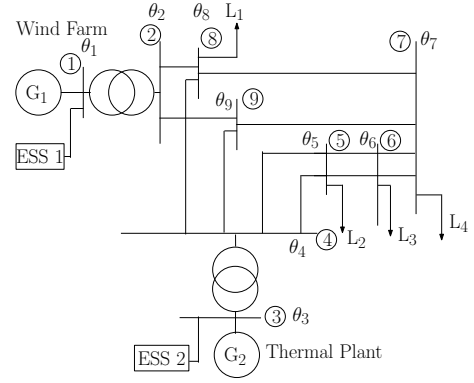 Wind Farm
θ₁
θ₂
θ₈
L₁
1
2
8
7
θ₇
G₁
θ₉
9
ESS 1
θ₅
5
θ₆
6
θ₄
4
L₂
L₃
L₄
3
θ₃
ESS 2
G₂
Thermal Plant